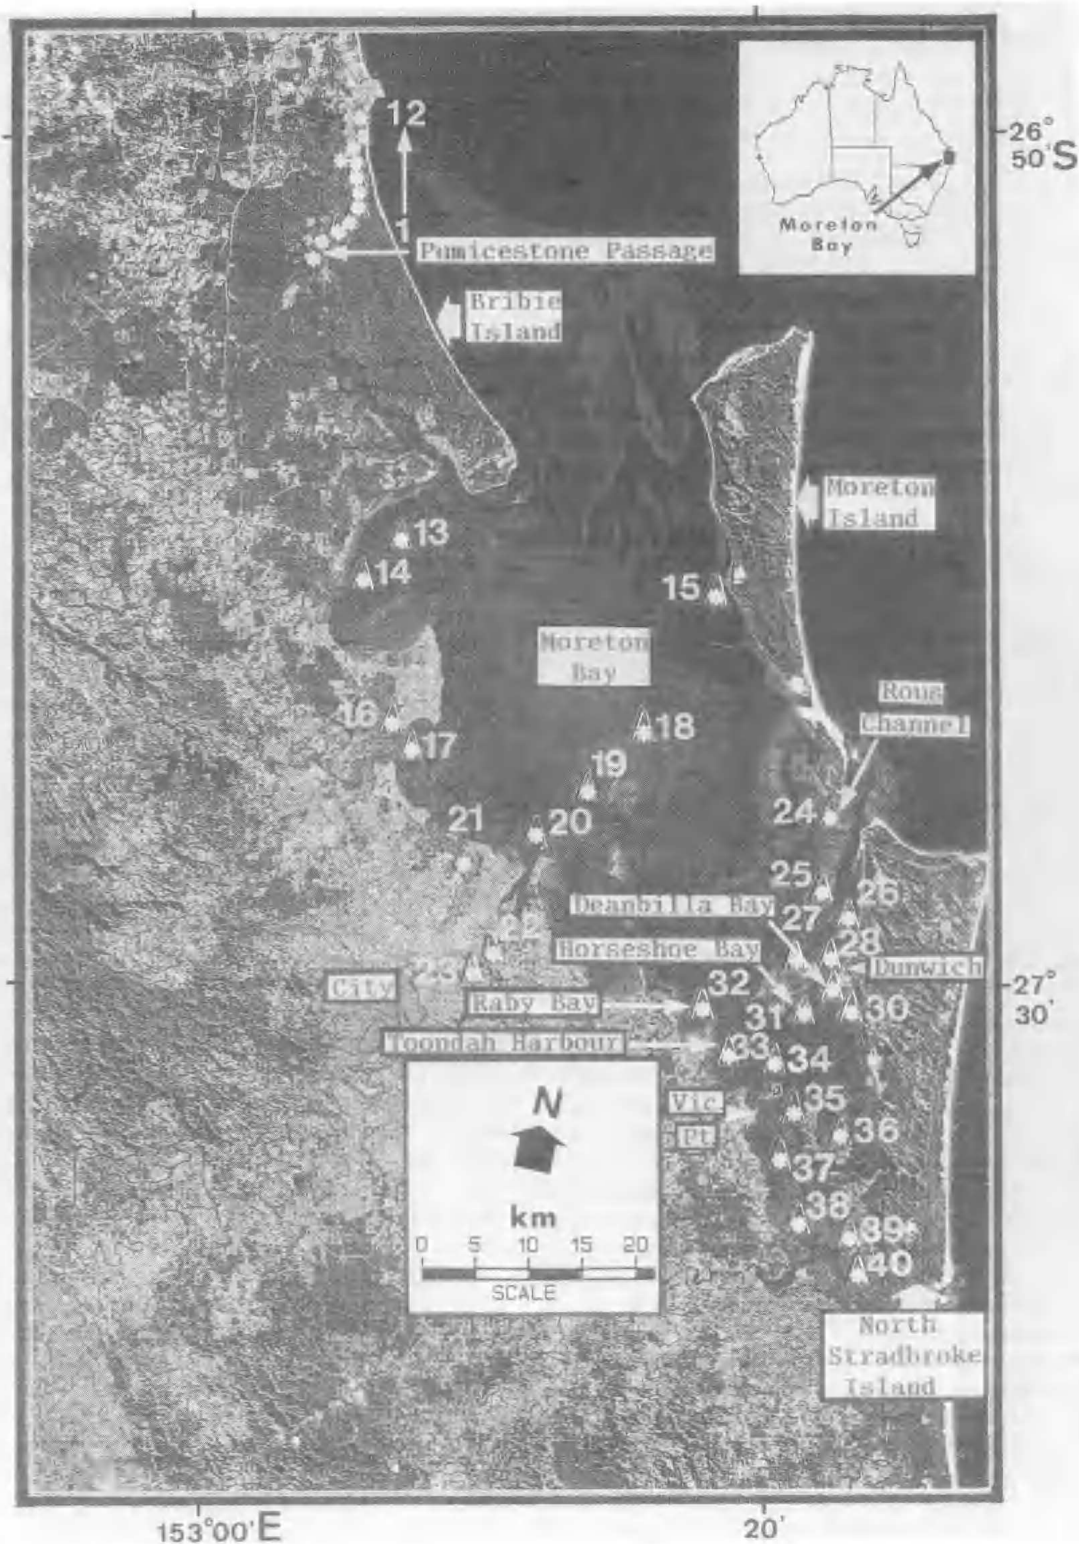 12
26°
50' S
Moreton
Bay
1
Pumicestone Passage
Bribie
Island
Moreton
Island
13
14
15
Moreton
Bay
Rous
Channel
16
17
18
19
20
21
24
25
26
Deanbilla Bay
27
28
22
Horseshoe Bay
Dunwich
23
City
27°
30'
32
Raby Bay
31
30
Toondah Harbour
33
34
Vic
Pt
35
36
37
38
39
40
N
km
0 5 10 15 20
SCALE
North
Stradbroke
Island
153°00'E
20'